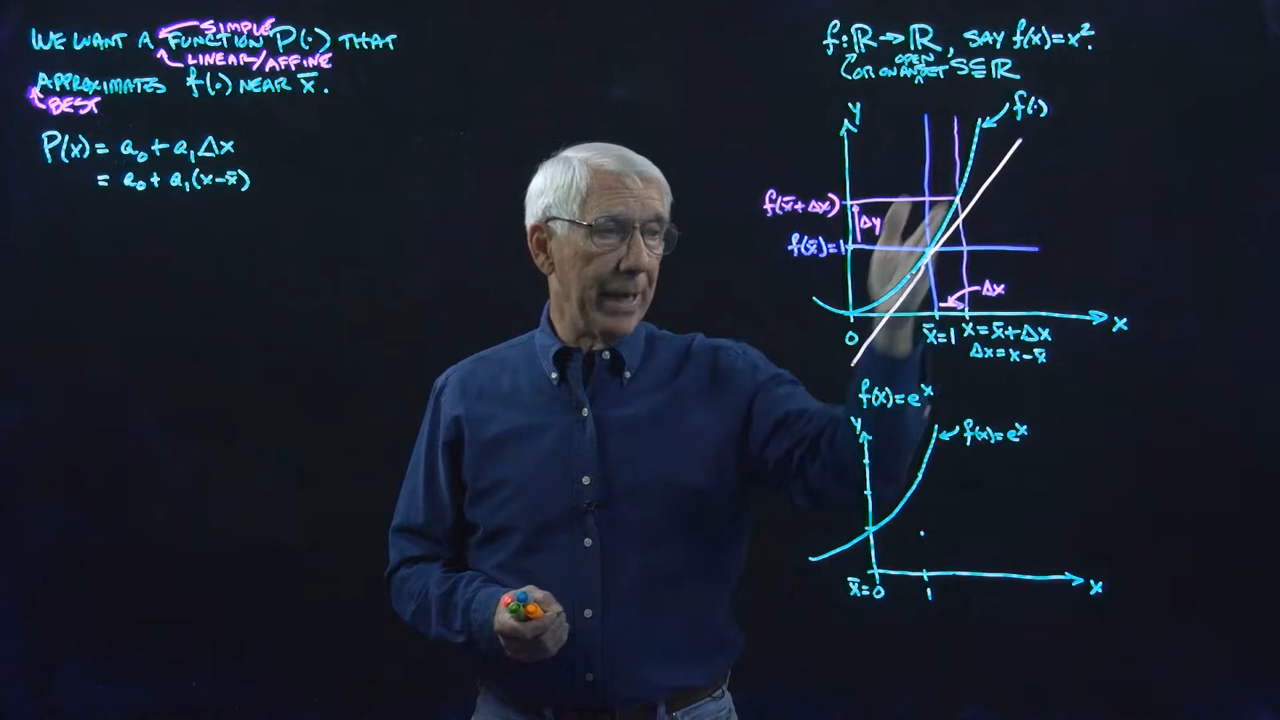 SIMPLE
WE WANT A FUNCTION P(·) THAT
LINEAR/AFFINE
APPROXIMATES f(·) NEAR x̄.
BEST
P(x) = a₀ + a₁Δx
= a₀ + a₁(x-x̄)
f:ℝ→ℝ, SAY f(x)=x².
OPEN
OR ON AN SET S⊆ℝ
f(·)
Y
f(x̄+Δx)
Δy
f(x̄)=1
Δx
0
x̄=1
x=x̄+Δx
x
Δx=x-x̄
f(x)=eˣ
Y
f(x)=eˣ
x̄=0
1
x